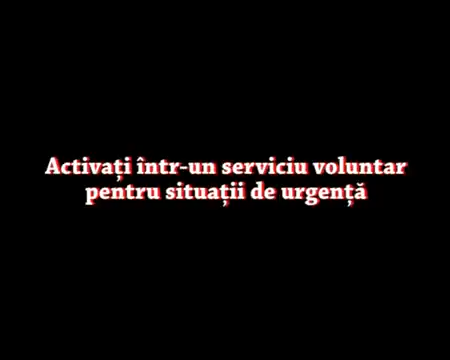 Activați într-un serviciu voluntar
pentru situații de urgență